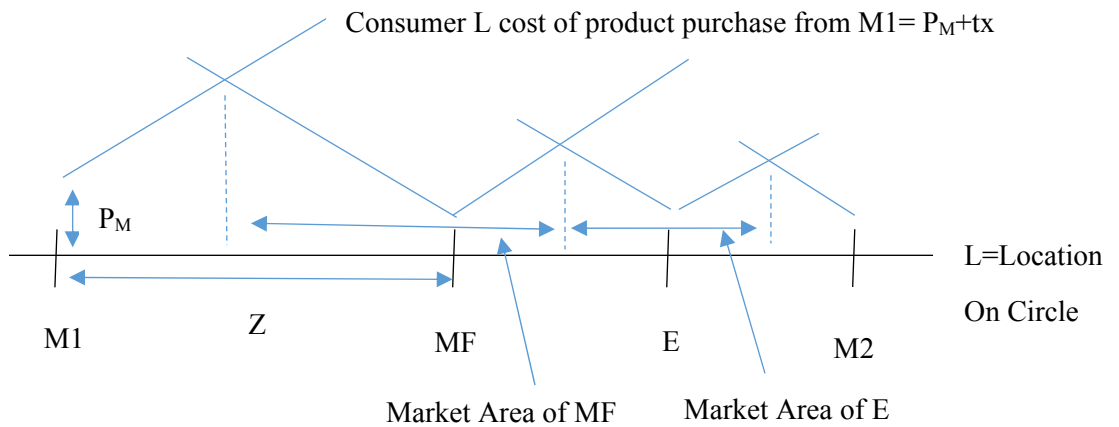 Consumer L cost of product purchase from M1= PM+tx
PM
L=Location
On Circle
Z
M1
MF
E
M2
Market Area of MF
Market Area of E